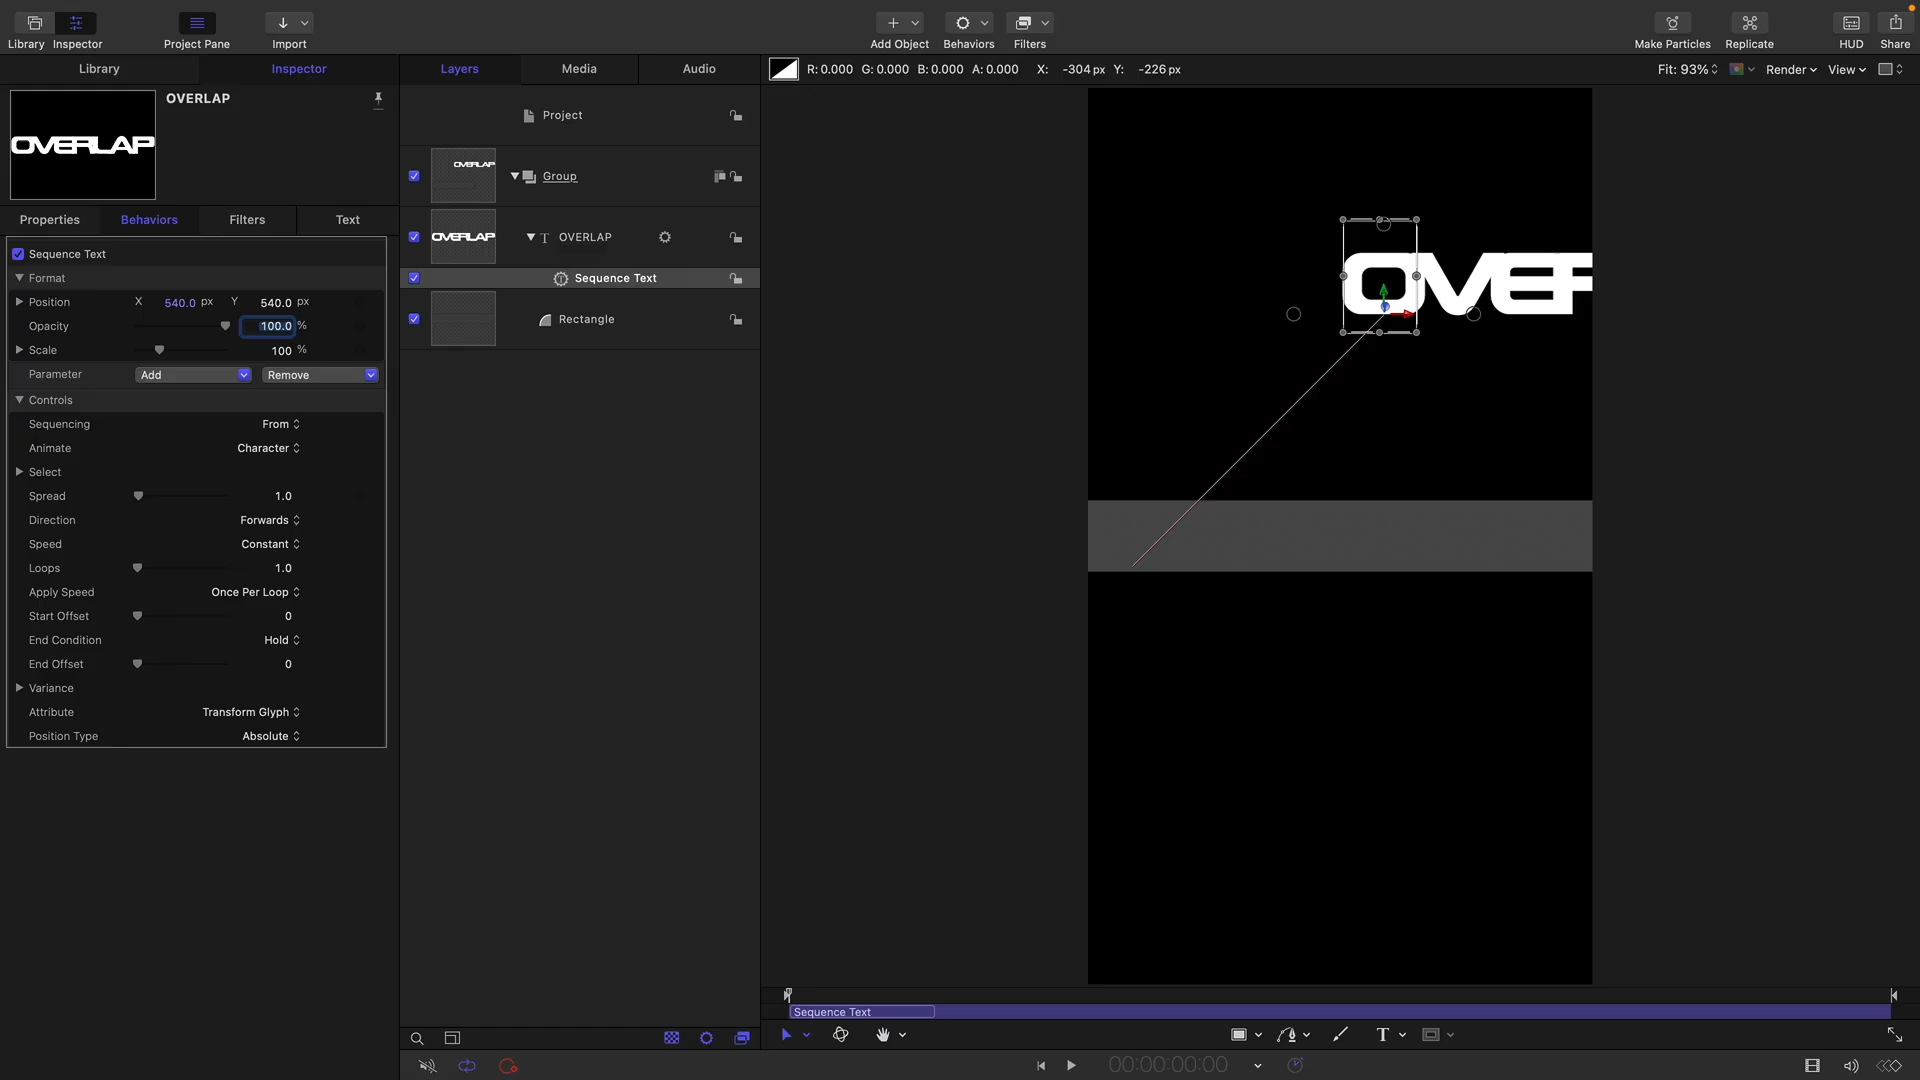 Library Inspector
Project Pane
Import
Add Object
Behaviors
Filters
Make Particles
Replicate
HUD
Share
Library
Inspector
Layers
Media
Audio
R: 0.000 G: 0.000 B: 0.000 A: 0.000 X: -304 px Y: -226 px
Fit: 93%
Render
View
OVERLAP
OVERLAP
Properties
Behaviors
Filters
Text
Sequence Text
Format
Position X 540.0 px Y 540.0 px
Opacity 100.0 %
Scale 100 %
Parameter Add Remove
Controls
Sequencing From
Animate Character
Select
Spread 1.0
Direction Forwards
Speed Constant
Loops 1.0
Apply Speed Once Per Loop
Start Offset 0
End Condition Hold
End Offset 0
Variance
Attribute Transform Glyph
Position Type Absolute
Project
OVERLAP
Group
OVERLAP
T OVERLAP
Sequence Text
Rectangle
OVER
Sequence Text
T
00:00:00:00